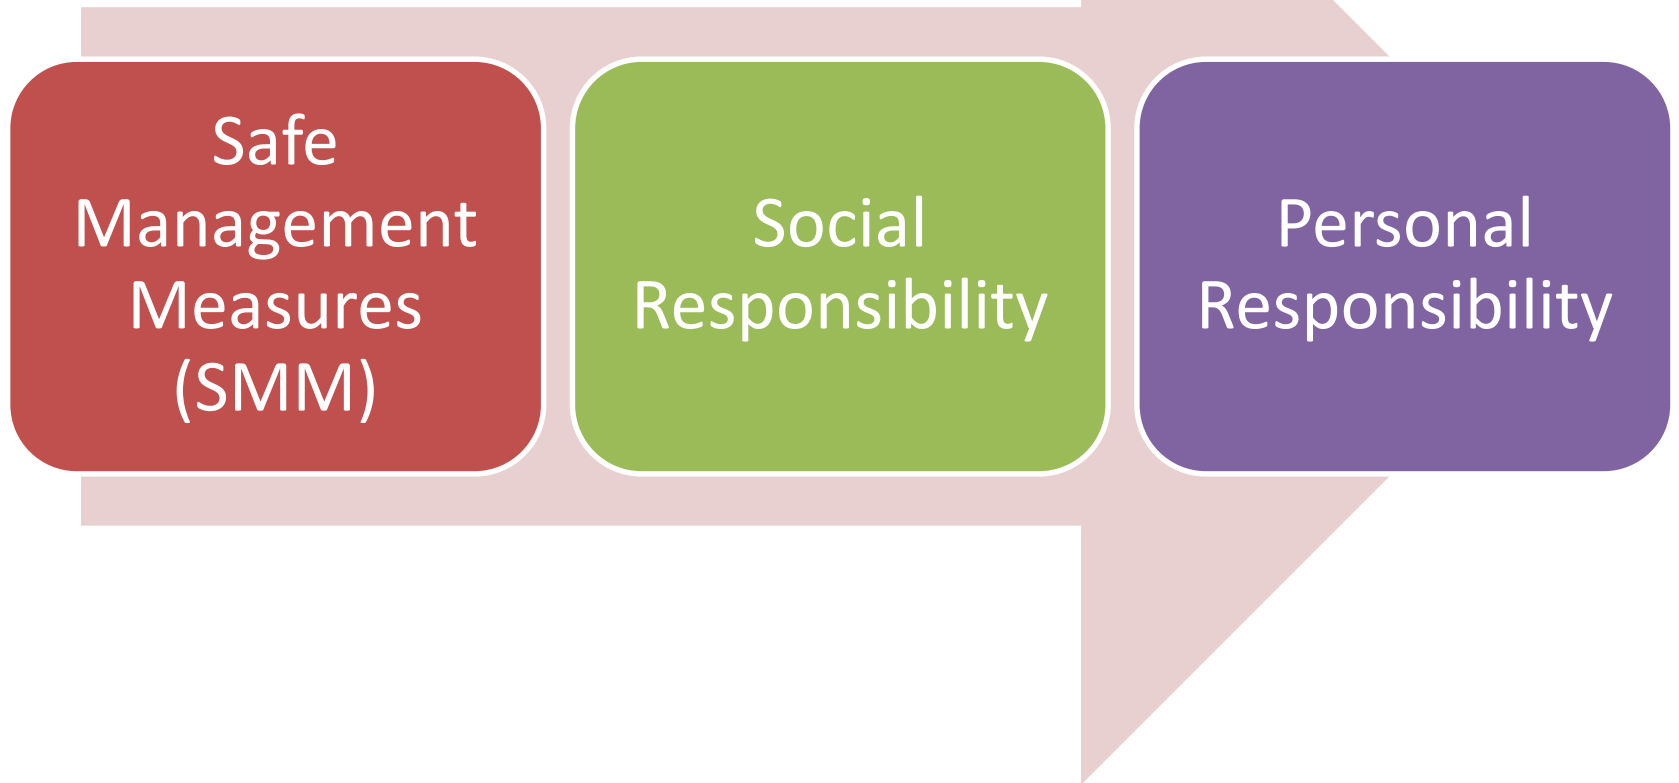 Safe
Management
Measures
(SMM)
Social
Responsibility
Personal
Responsibility